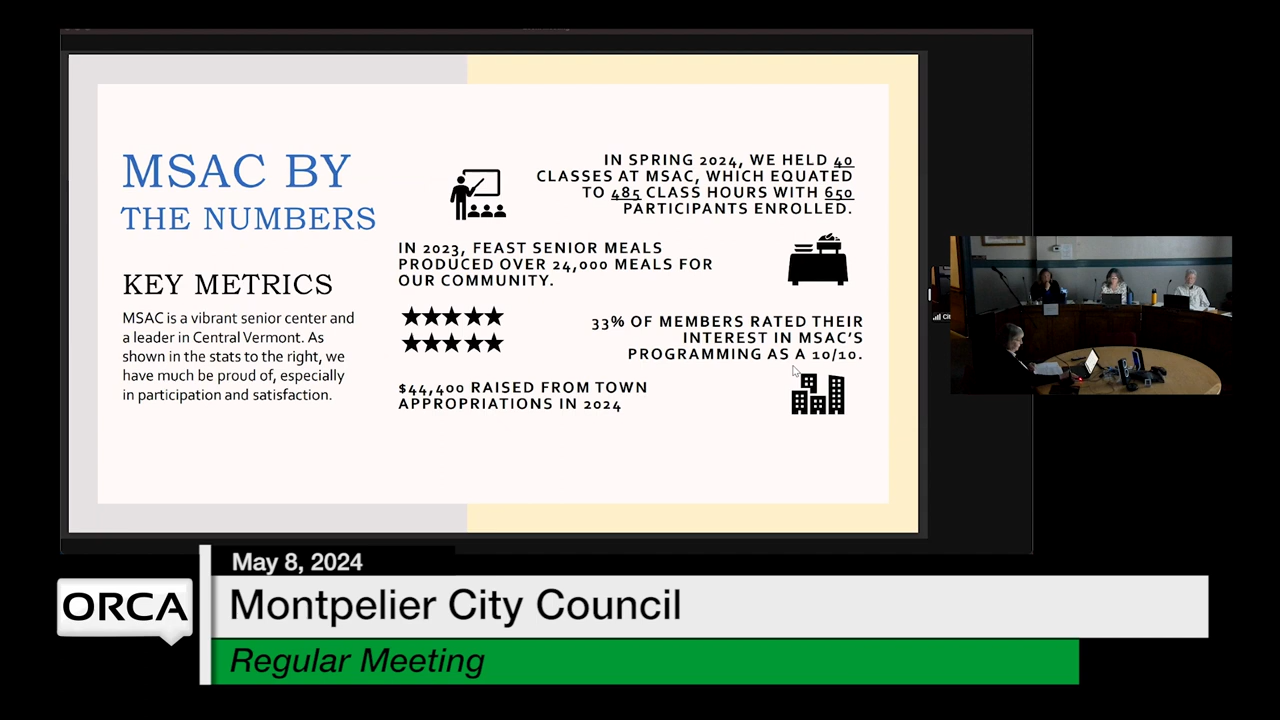 MSAC BY
THE NUMBERS
KEY METRICS
MSAC is a vibrant senior center and
a leader in Central Vermont. As
shown in the stats to the right, we
have much be proud of, especially
in participation and satisfaction.
IN SPRING 2024, WE HELD 40
CLASSES AT MSAC, WHICH EQUATED
TO 485 CLASS HOURS WITH 650
PARTICIPANTS ENROLLED.
IN 2023, FEAST SENIOR MEALS
PRODUCED OVER 24,000 MEALS FOR
OUR COMMUNITY.
33% OF MEMBERS RATED THEIR
INTEREST IN MSAC'S
PROGRAMMING AS A 10/10.
$44,400 RAISED FROM TOWN
APPROPRIATIONS IN 2024
May 8, 2024
ORCA
Montpelier City Council
Regular Meeting